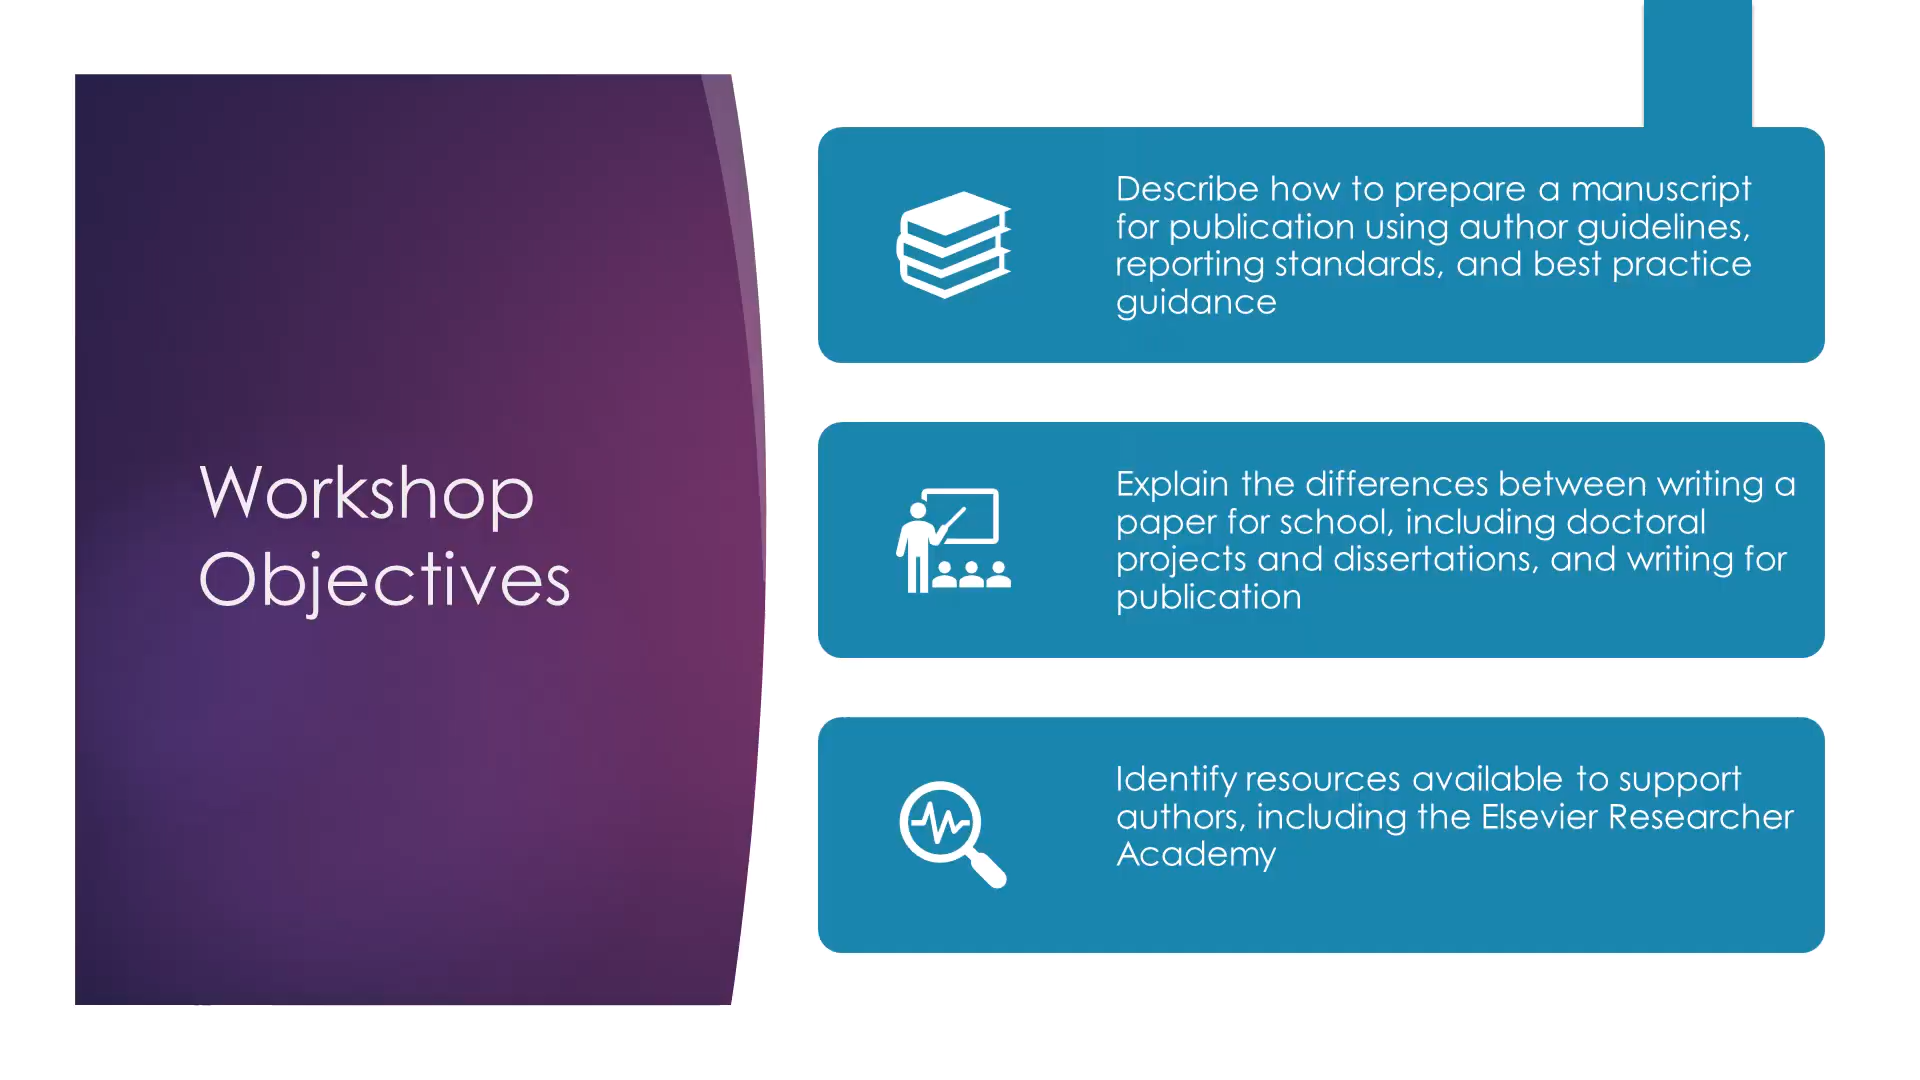 Workshop
Objectives
Describe how to prepare a manuscript
for publication using author guidelines,
reporting standards, and best practice
guidance
Explain the differences between writing a
paper for school, including doctoral
projects and dissertations, and writing for
publication
Identify resources available to support
authors, including the Elsevier Researcher
Academy